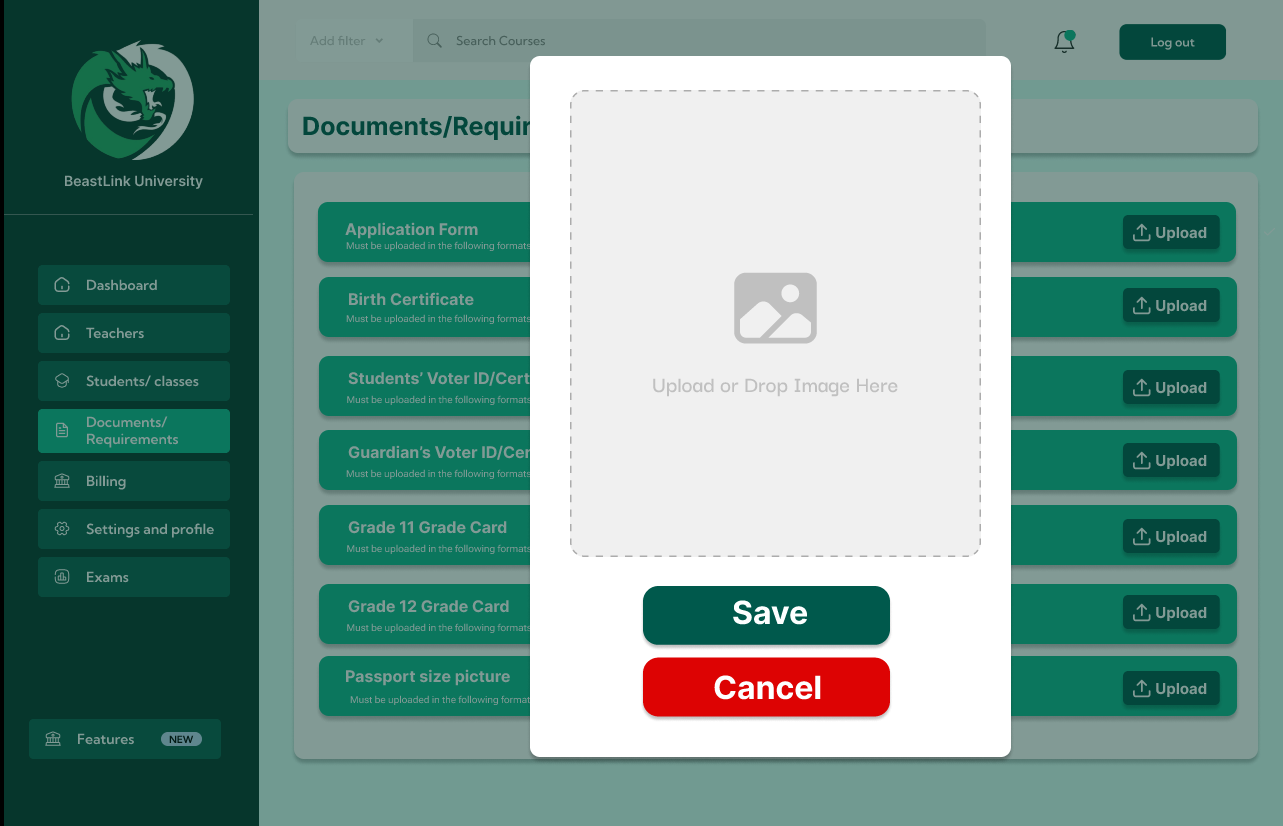 BeastLink University
Dashboard
Teachers
Students/ classes
Documents/
Requirements
Billing
Settings and profile
Exams
Features NEW
Add filter
Search Courses
Log out
Documents/Requir
Application Form
Must be uploaded in the following formats
Upload
Birth Certificate
Must be uploaded in the following formats
Upload
Students’ Voter ID/Cert
Must be uploaded in the following formats
Upload
Guardian’s Voter ID/Cer
Must be uploaded in the following formats
Upload
Grade 11 Grade Card
Must be uploaded in the following formats
Upload
Grade 12 Grade Card
Must be uploaded in the following formats
Upload
Passport size picture
Must be uploaded in the following format
Upload
Upload or Drop Image Here
Save
Cancel